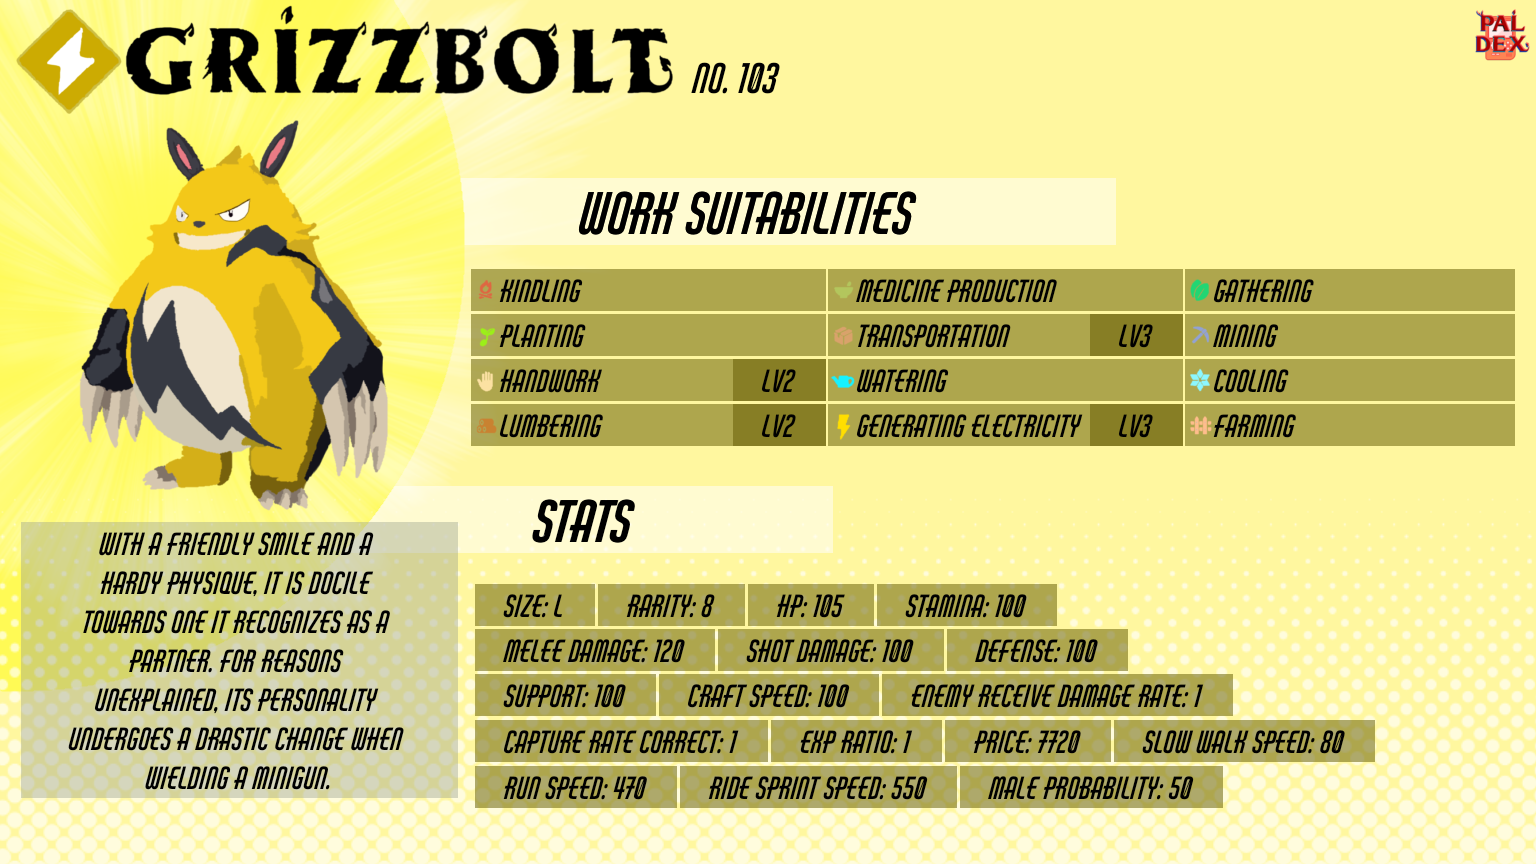 GRIZZBOLT NO. 103
PAL
DEX
WORK SUITABILITIES
KINDLING MEDICINE PRODUCTION GATHERING
PLANTING TRANSPORTATION LV3 MINING
HANDWORK LV2 WATERING COOLING
LUMBERING LV2 GENERATING ELECTRICITY LV3 FARMING
STATS
WITH A FRIENDLY SMILE AND A
HARDY PHYSIQUE, IT IS DOCILE
TOWARDS ONE IT RECOGNIZES AS A
PARTNER. FOR REASONS
UNEXPLAINED, ITS PERSONALITY
UNDERGOES A DRASTIC CHANGE WHEN
WIELDING A MINIGUN.
SIZE: L RARITY: 8 HP: 105 STAMINA: 100
MELEE DAMAGE: 120 SHOT DAMAGE: 100 DEFENSE: 100
SUPPORT: 100 CRAFT SPEED: 100 ENEMY RECEIVE DAMAGE RATE: 1
CAPTURE RATE CORRECT: 1 EXP RATIO: 1 PRICE: 7720 SLOW WALK SPEED: 80
RUN SPEED: 470 RIDE SPRINT SPEED: 550 MALE PROBABILITY: 50